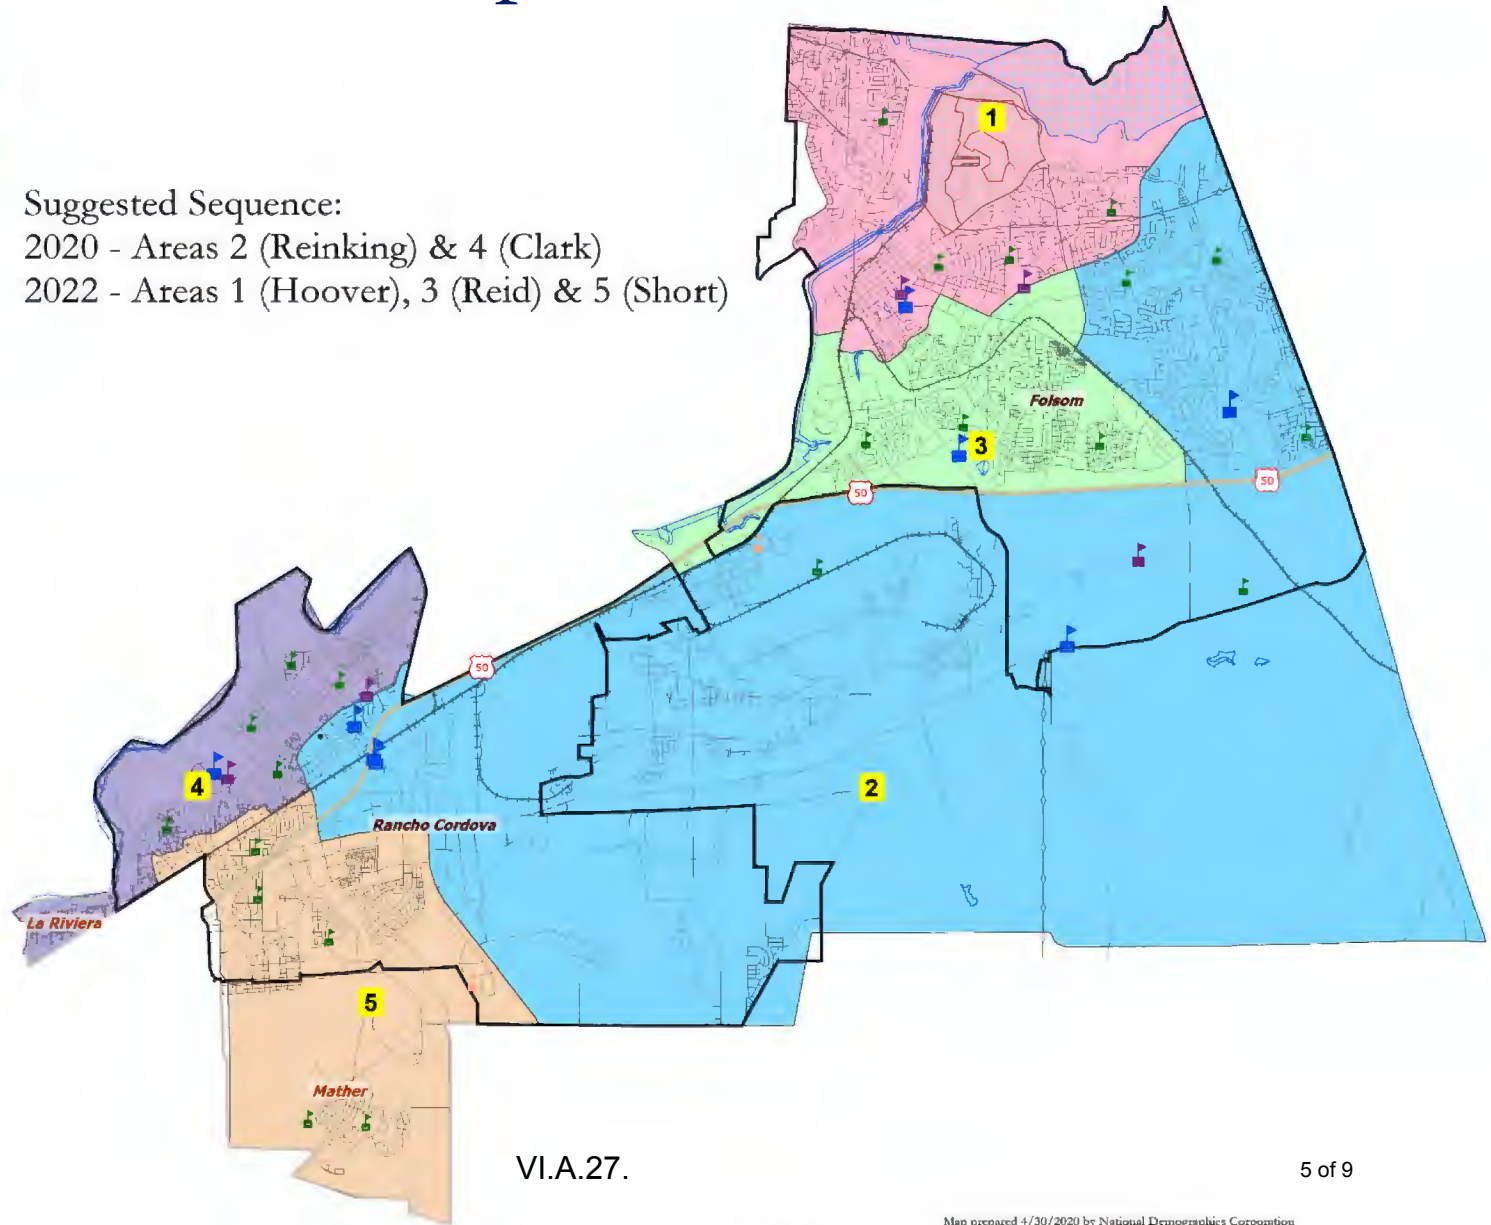 Suggested Sequence:
2020 - Areas 2 (Reinking) & 4 (Clark)
2022 - Areas 1 (Hoover), 3 (Reid) & 5 (Short)
1
Folsom
3
50
50
50
4
2
Rancho Cordova
La Riviera
5
Mather
VI.A.27.
5 of 9
Map prepared 4/30/2020 by National Demographics Corporation